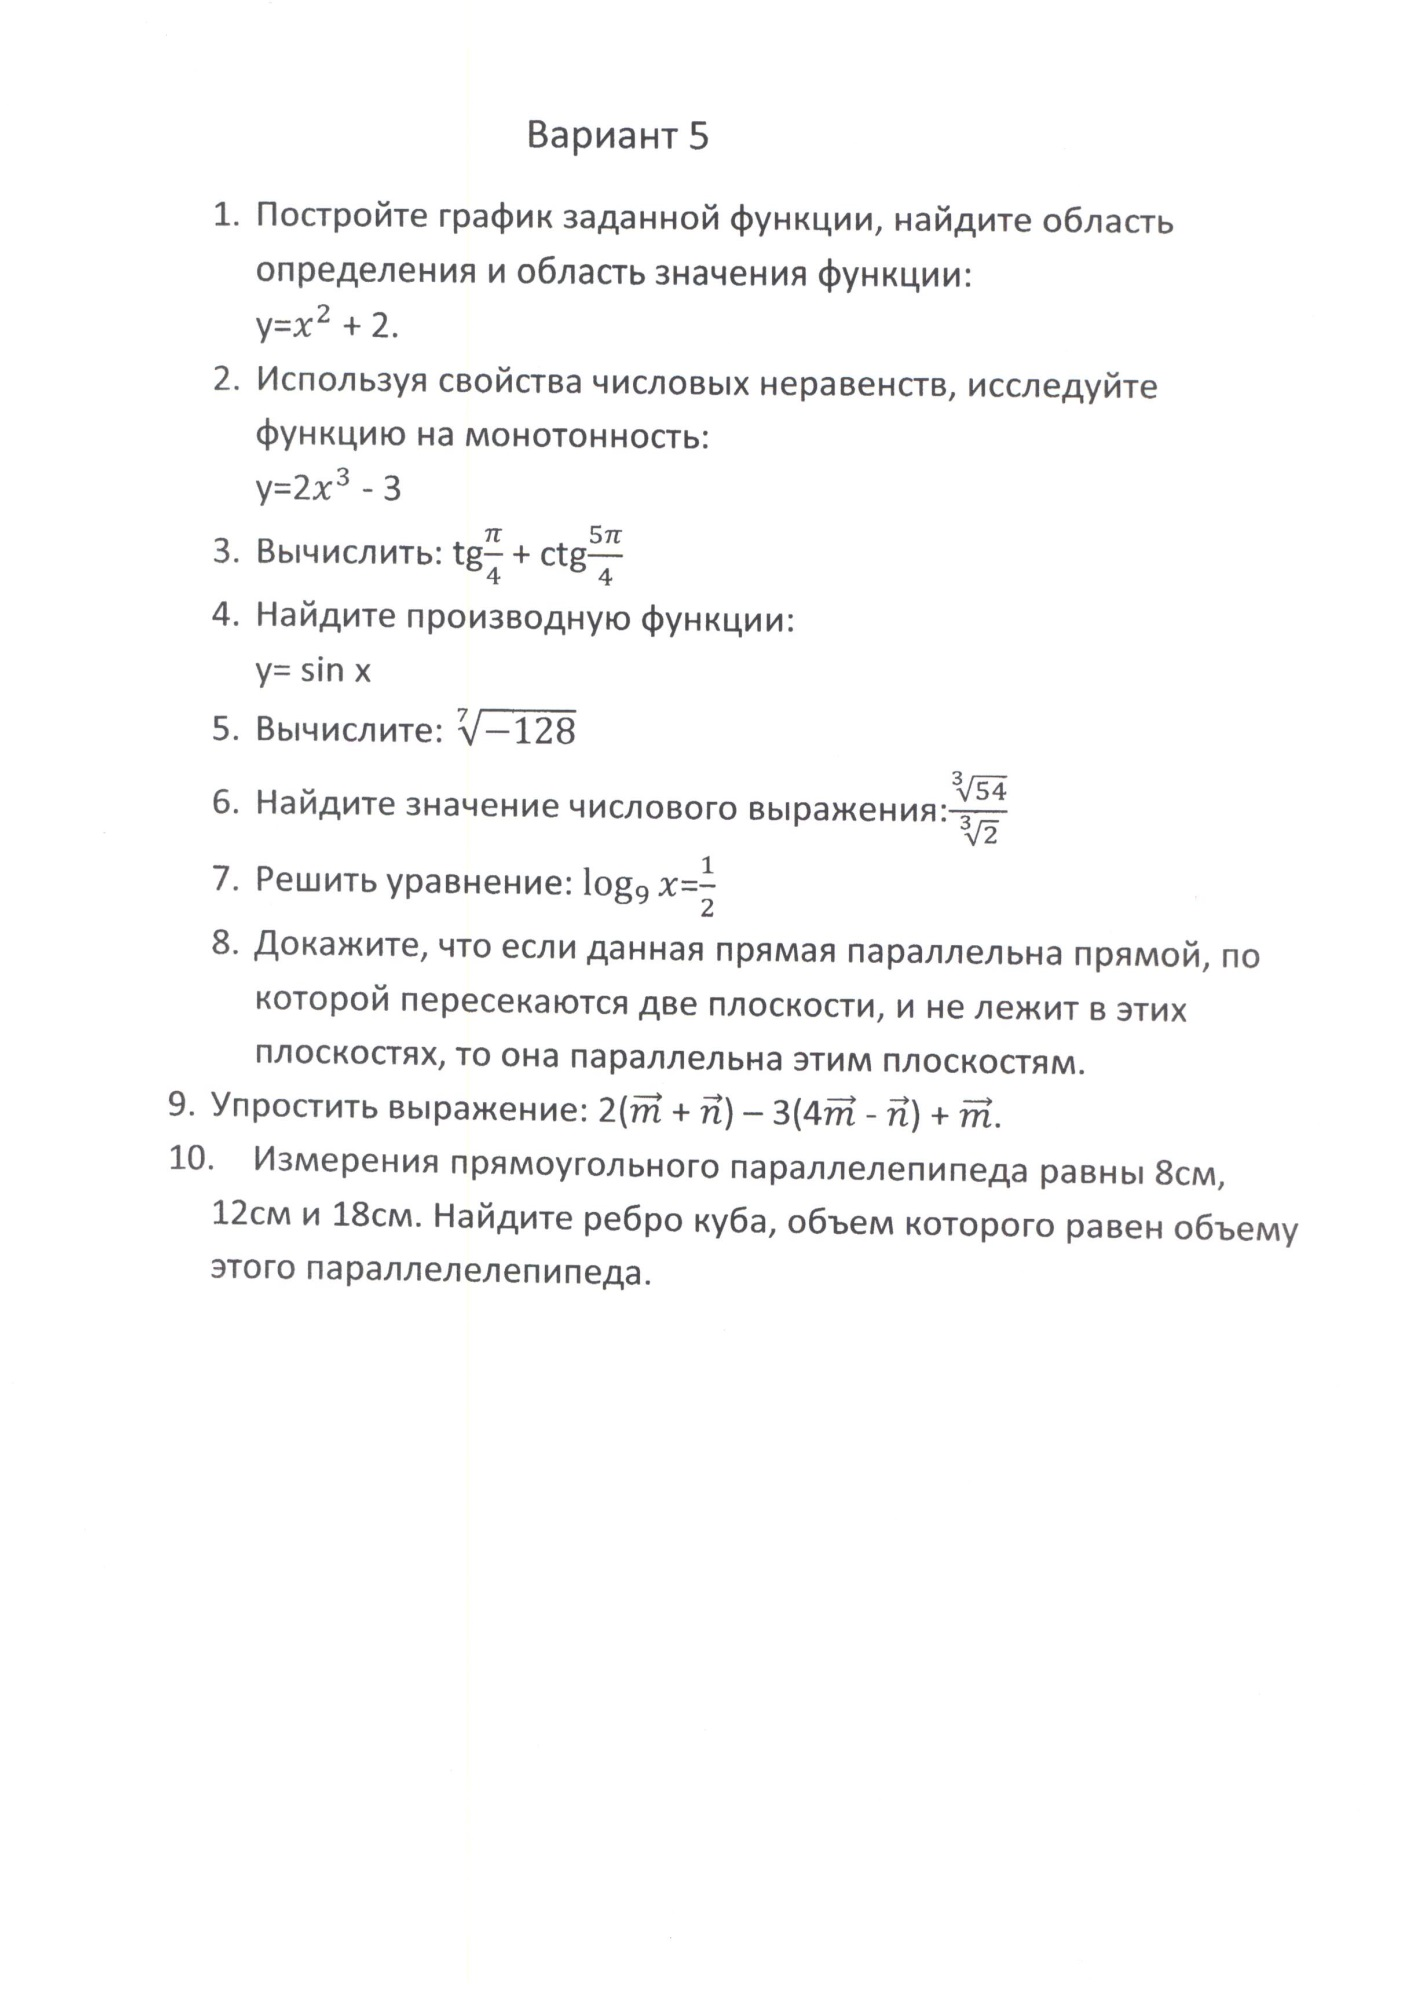 Вариант 5
1. Постройте график заданной функции, найдите область
определения и область значения функции:
y=x² + 2.
2. Используя свойства числовых неравенств, исследуйте
функцию на монотонность:
y=2x³ - 3
3. Вычислить: tg π/4 + ctg 5π/4
4. Найдите производную функции:
y= sin x
5. Вычислите: ⁷√−128
6. Найдите значение числового выражения: ³√54/³√2
7. Решить уравнение: log₉ x=1/2
8. Докажите, что если данная прямая параллельна прямой, по
которой пересекаются две плоскости, и не лежит в этих
плоскостях, то она параллельна этим плоскостям.
9. Упростить выражение: 2(m⃗ + n⃗) – 3(4m⃗ - n⃗) + m⃗.
10. Измерения прямоугольного параллелепипеда равны 8см,
12см и 18см. Найдите ребро куба, объем которого равен объему
этого параллелелепипеда.